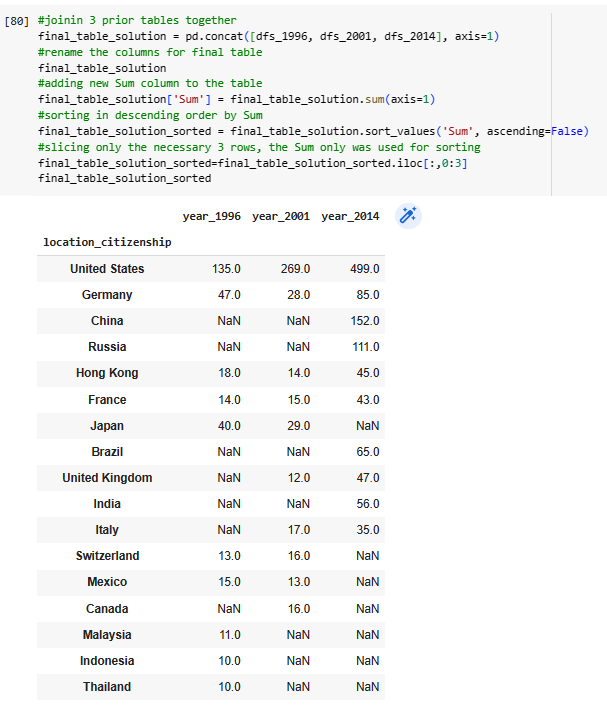 [80] #joinin 3 prior tables together
final_table_solution = pd.concat([dfs_1996, dfs_2001, dfs_2014], axis=1)
#rename the columns for final table
final_table_solution
#adding new Sum column to the table
final_table_solution['Sum'] = final_table_solution.sum(axis=1)
#sorting in descending order by Sum
final_table_solution_sorted = final_table_solution.sort_values('Sum', ascending=False)
#slicing only the necessary 3 rows, the Sum only was used for sorting
final_table_solution_sorted=final_table_solution_sorted.iloc[:,0:3]
final_table_solution_sorted
year_1996 year_2001 year_2014
location_citizenship
United States 135.0 269.0 499.0
Germany 47.0 28.0 85.0
China NaN NaN 152.0
Russia NaN NaN 111.0
Hong Kong 18.0 14.0 45.0
France 14.0 15.0 43.0
Japan 40.0 29.0 NaN
Brazil NaN NaN 65.0
United Kingdom NaN 12.0 47.0
India NaN NaN 56.0
Italy NaN 17.0 35.0
Switzerland 13.0 16.0 NaN
Mexico 15.0 13.0 NaN
Canada NaN 16.0 NaN
Malaysia 11.0 NaN NaN
Indonesia 10.0 NaN NaN
Thailand 10.0 NaN NaN